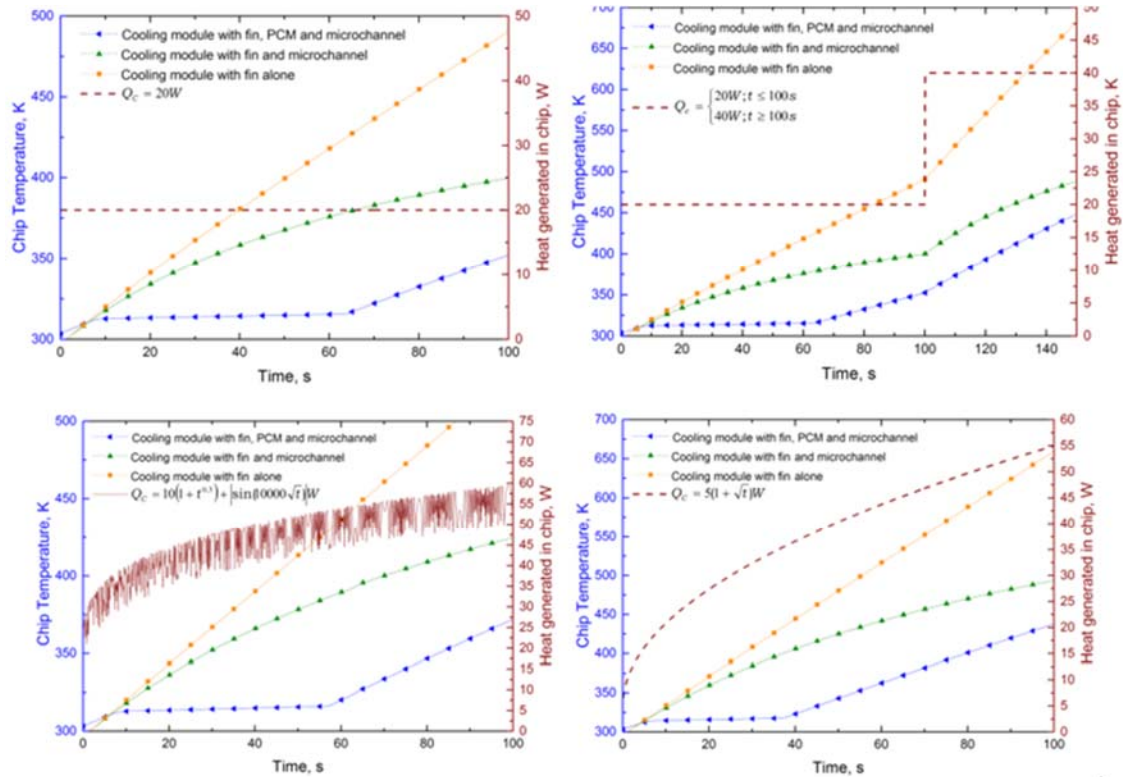 500
450
400
350
300
Chip Temperature, K
Cooling module with fin, PCM and microchannel
Cooling module with fin and microchannel
Cooling module with fin alone
Q_C = 20W
50
40
30
20
10
0
Heat generated in chip, W
0 20 40 60 80 100
Time, s
700
650
600
550
500
450
400
350
300
Chip Temperature, K
Cooling module with fin, PCM and microchannel
Cooling module with fin and microchannel
Cooling module with fin alone
Q_c = {20W; t ≤ 100s
40W; t ≥ 100s
50
45
40
35
30
25
20
15
10
5
0
Heat generated in chip, K
0 20 40 60 80 100 120 140
Time, s
500
450
400
350
300
Chip Temperature, K
Cooling module with fin, PCM and microchannel
Cooling module with fin and microchannel
Cooling module with fin alone
75
70
65
60
55
50
45
40
35
30
25
20
15
10
5
0
Heat generated in chip, W
0 20 40 60 80 100
Time, s
700
650
600
550
500
450
400
350
300
Chip Temperature, K
Cooling module with fin, PCM and microchannel
Cooling module with fin and microchannel
Cooling module with fin alone
Q_C = 5(1 + √t)W
60
55
50
45
40
35
30
25
20
15
10
5
0
Heat generated in chip, W
0 20 40 60 80 100
Time, s